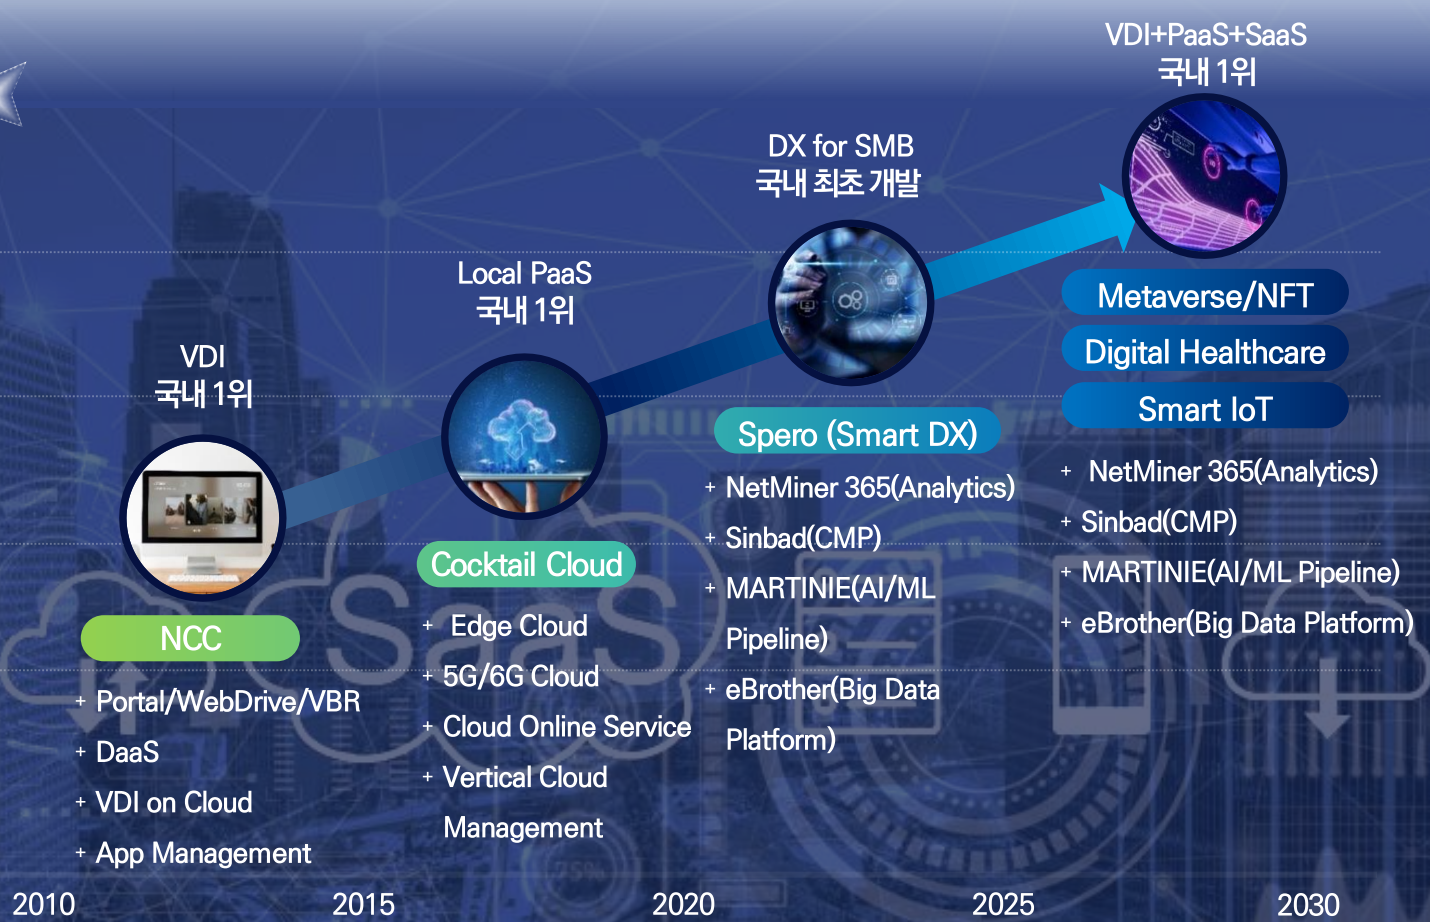 VDI+PaaS+SaaS
국내 1위
DX for SMB
국내 최초 개발
Local PaaS
국내 1위
VDI
국내 1위
NCC
+ Portal/WebDrive/VBR
+ DaaS
+ VDI on Cloud
+ App Management
Cocktail Cloud
+ Edge Cloud
+ 5G/6G Cloud
+ Cloud Online Service
+ Vertical Cloud
Management
Spero (Smart DX)
+ NetMiner 365(Analytics)
+ Sinbad(CMP)
+ MARTINIE(AI/ML
Pipeline)
+ eBrother(Big Data
Platform)
Metaverse/NFT
Digital Healthcare
Smart IoT
+ NetMiner 365(Analytics)
+ Sinbad(CMP)
+ MARTINIE(AI/ML Pipeline)
+ eBrother(Big Data Platform)
SaaS
75%
2010 2015 2020 2025 2030